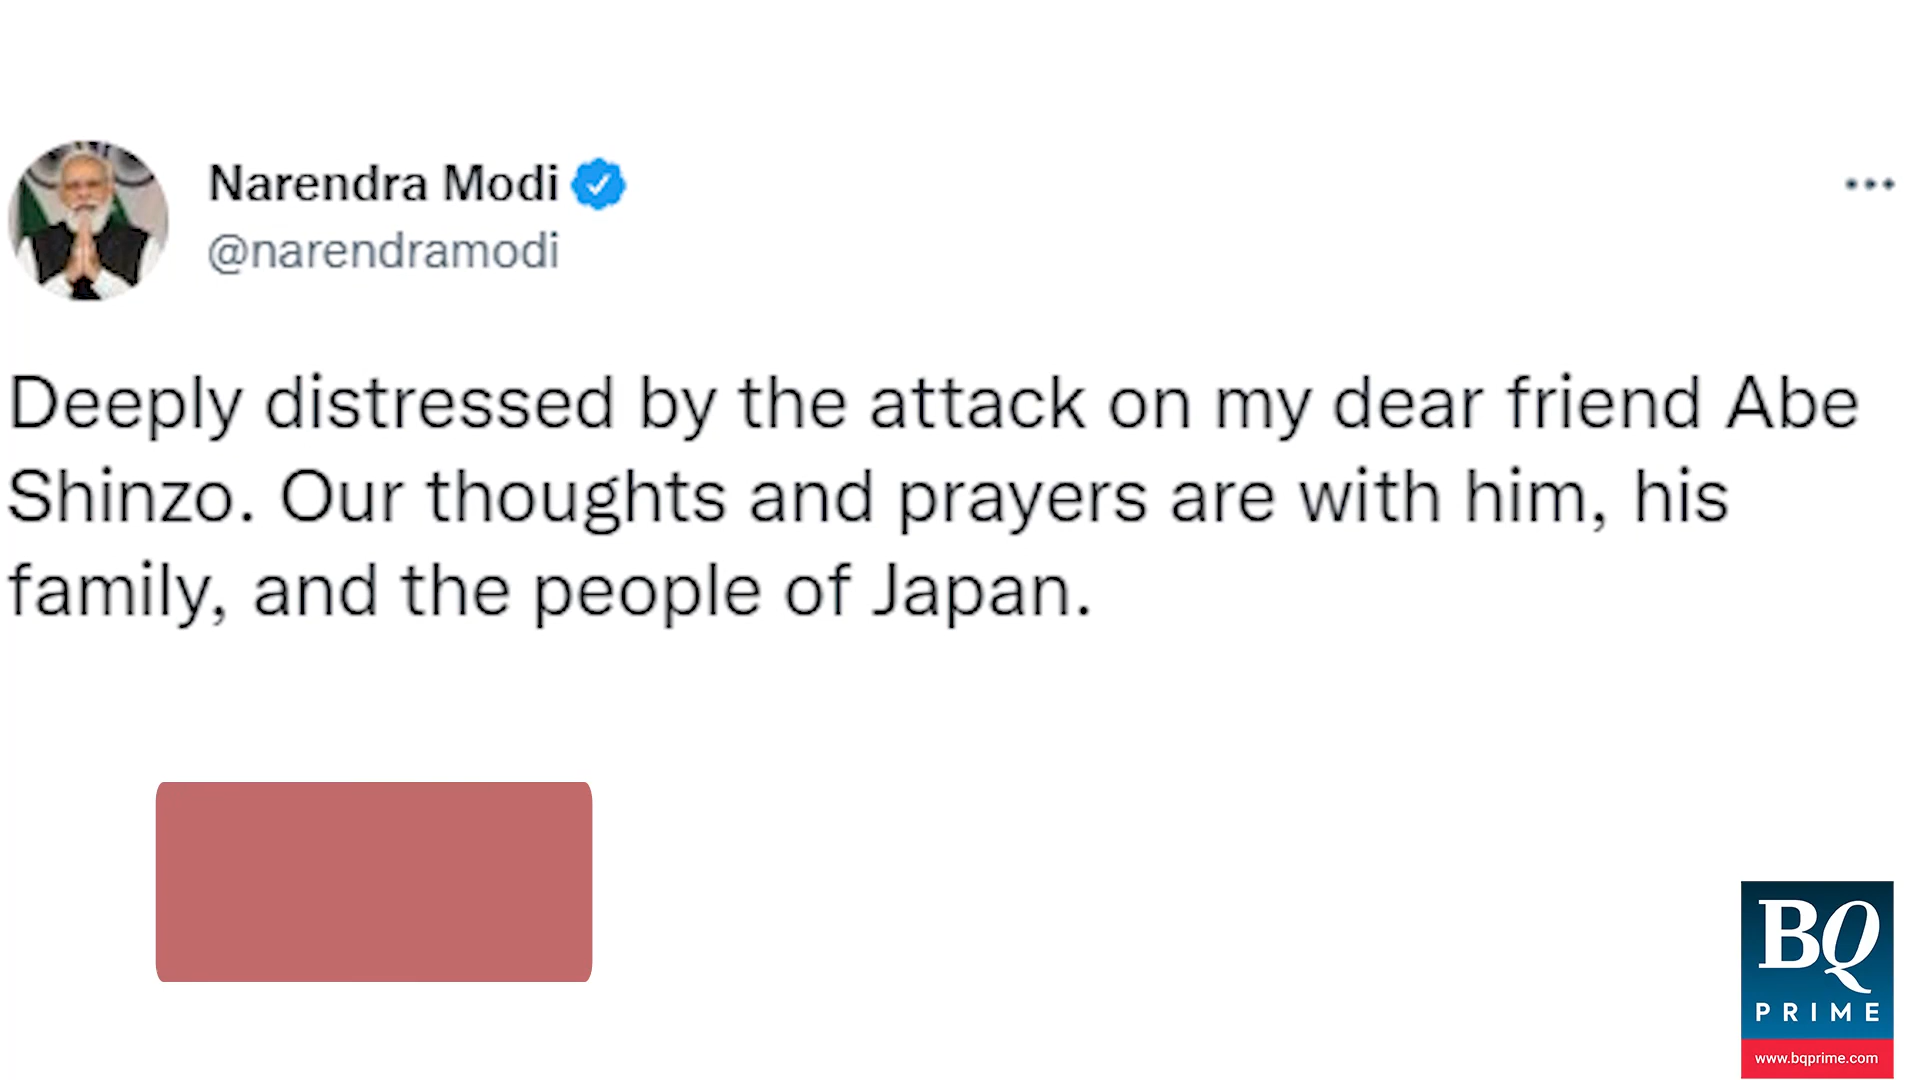 Narendra Modi
@narendramodi
Deeply distressed by the attack on my dear friend Abe
Shinzo. Our thoughts and prayers are with him, his
family, and the people of Japan.
BQ
PRIME
www.bqprime.com